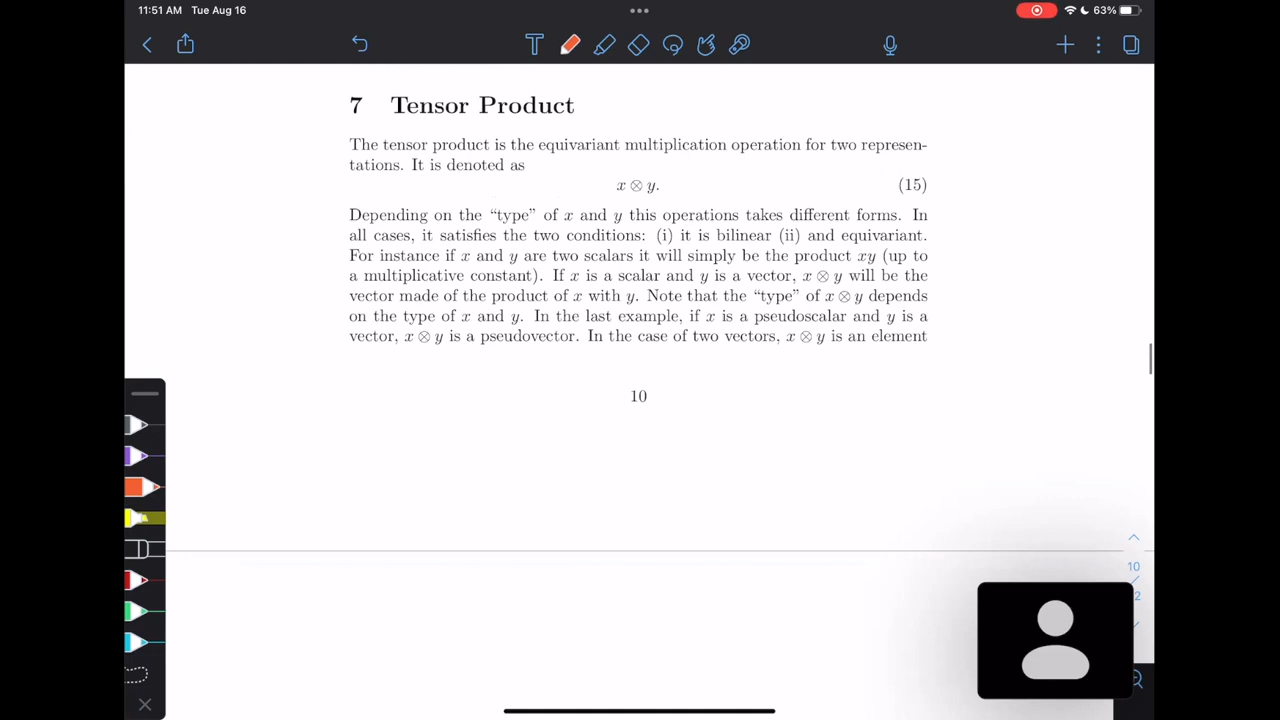 11:51 AM Tue Aug 16
63%
7 Tensor Product
The tensor product is the equivariant multiplication operation for two represen-
tations. It is denoted as
x ⊗ y. (15)
Depending on the “type” of x and y this operations takes different forms. In
all cases, it satisfies the two conditions: (i) it is bilinear (ii) and equivariant.
For instance if x and y are two scalars it will simply be the product xy (up to
a multiplicative constant). If x is a scalar and y is a vector, x ⊗ y will be the
vector made of the product of x with y. Note that the “type” of x ⊗ y depends
on the type of x and y. In the last example, if x is a pseudoscalar and y is a
vector, x ⊗ y is a pseudovector. In the case of two vectors, x ⊗ y is an element
10
10